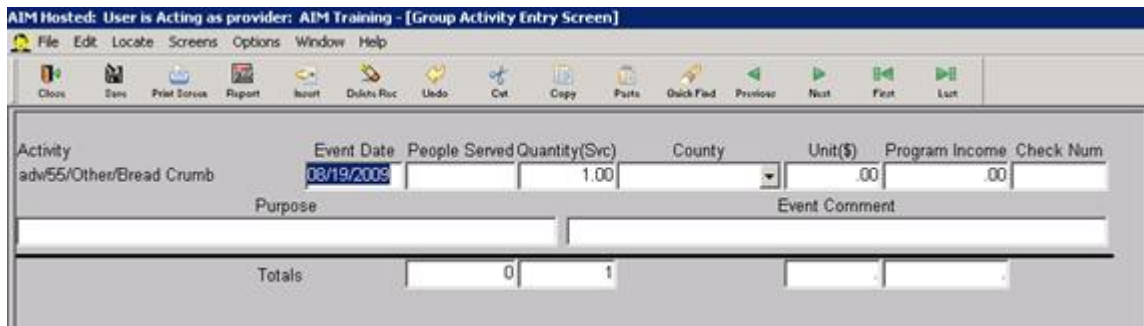 AIM Hosted: User is Acting as provider: AIM Training - [Group Activity Entry Screen]
File Edit Locate Screens Options Window Help
Close Save Print Screen Report Insert Delete Rec Undo Cut Copy Paste Quick Find Previous Next First Last
Activity Event Date People Served Quantity(Svc) County Unit($) Program Income Check Num
adv/55/Other/Bread Crumb 08/19/2009 1.00 .00 .00
Purpose Event Comment
Totals 0 1 . .